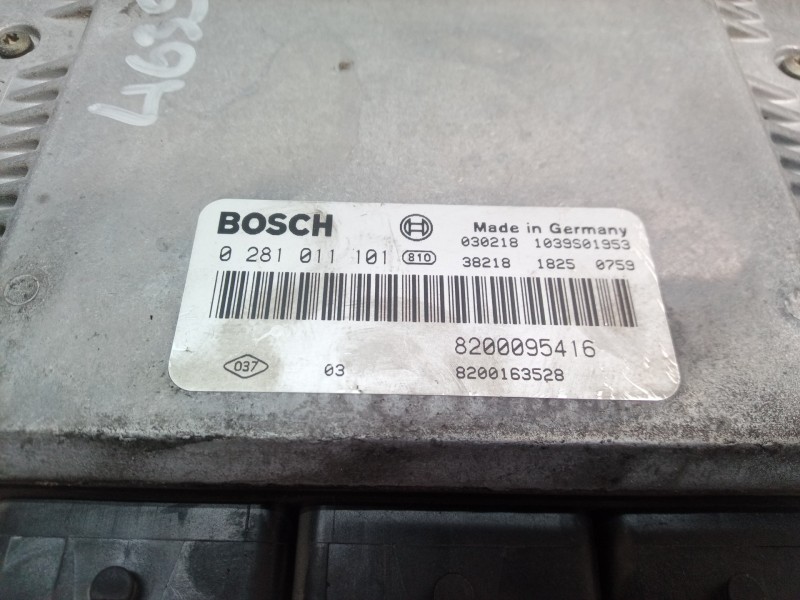 BOSCH
Made in Germany
030218 1039S01953
0 281 011 101 810
38218 1825 0759
8200095416
037 03 8200163528